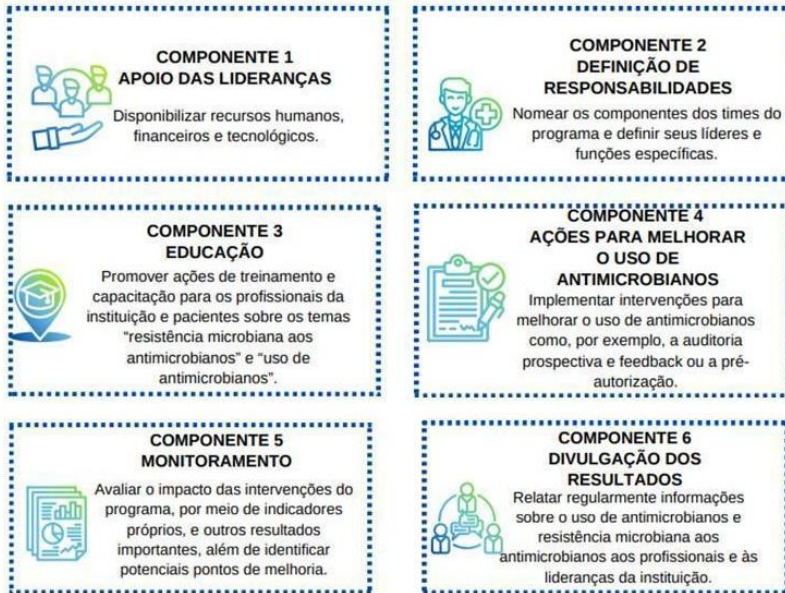 COMPONENTE 1
APOIO DAS LIDERANÇAS
Disponibilizar recursos humanos,
financeiros e tecnológicos.
COMPONENTE 2
DEFINIÇÃO DE
RESPONSABILIDADES
Nomear os componentes dos times do
programa e definir seus líderes e
funções específicas.
COMPONENTE 3
EDUCAÇÃO
Promover ações de treinamento e
capacitação para os profissionais da
instituição e pacientes sobre os temas
“resistência microbiana aos
antimicrobianos” e “uso de
antimicrobianos”.
COMPONENTE 4
AÇÕES PARA MELHORAR
O USO DE
ANTIMICROBIANOS
Implementar intervenções para
melhorar o uso de antimicrobianos
como, por exemplo, a auditoria
prospectiva e feedback ou a pré-
autorização.
COMPONENTE 5
MONITORAMENTO
Avaliar o impacto das intervenções do
programa, por meio de indicadores
próprios, e outros resultados
importantes, além de identificar
potenciais pontos de melhoria.
COMPONENTE 6
DIVULGAÇÃO DOS
RESULTADOS
Relatar regularmente informações
sobre o uso de antimicrobianos e
resistência microbiana aos
antimicrobianos aos profissionais e às
lideranças da instituição.